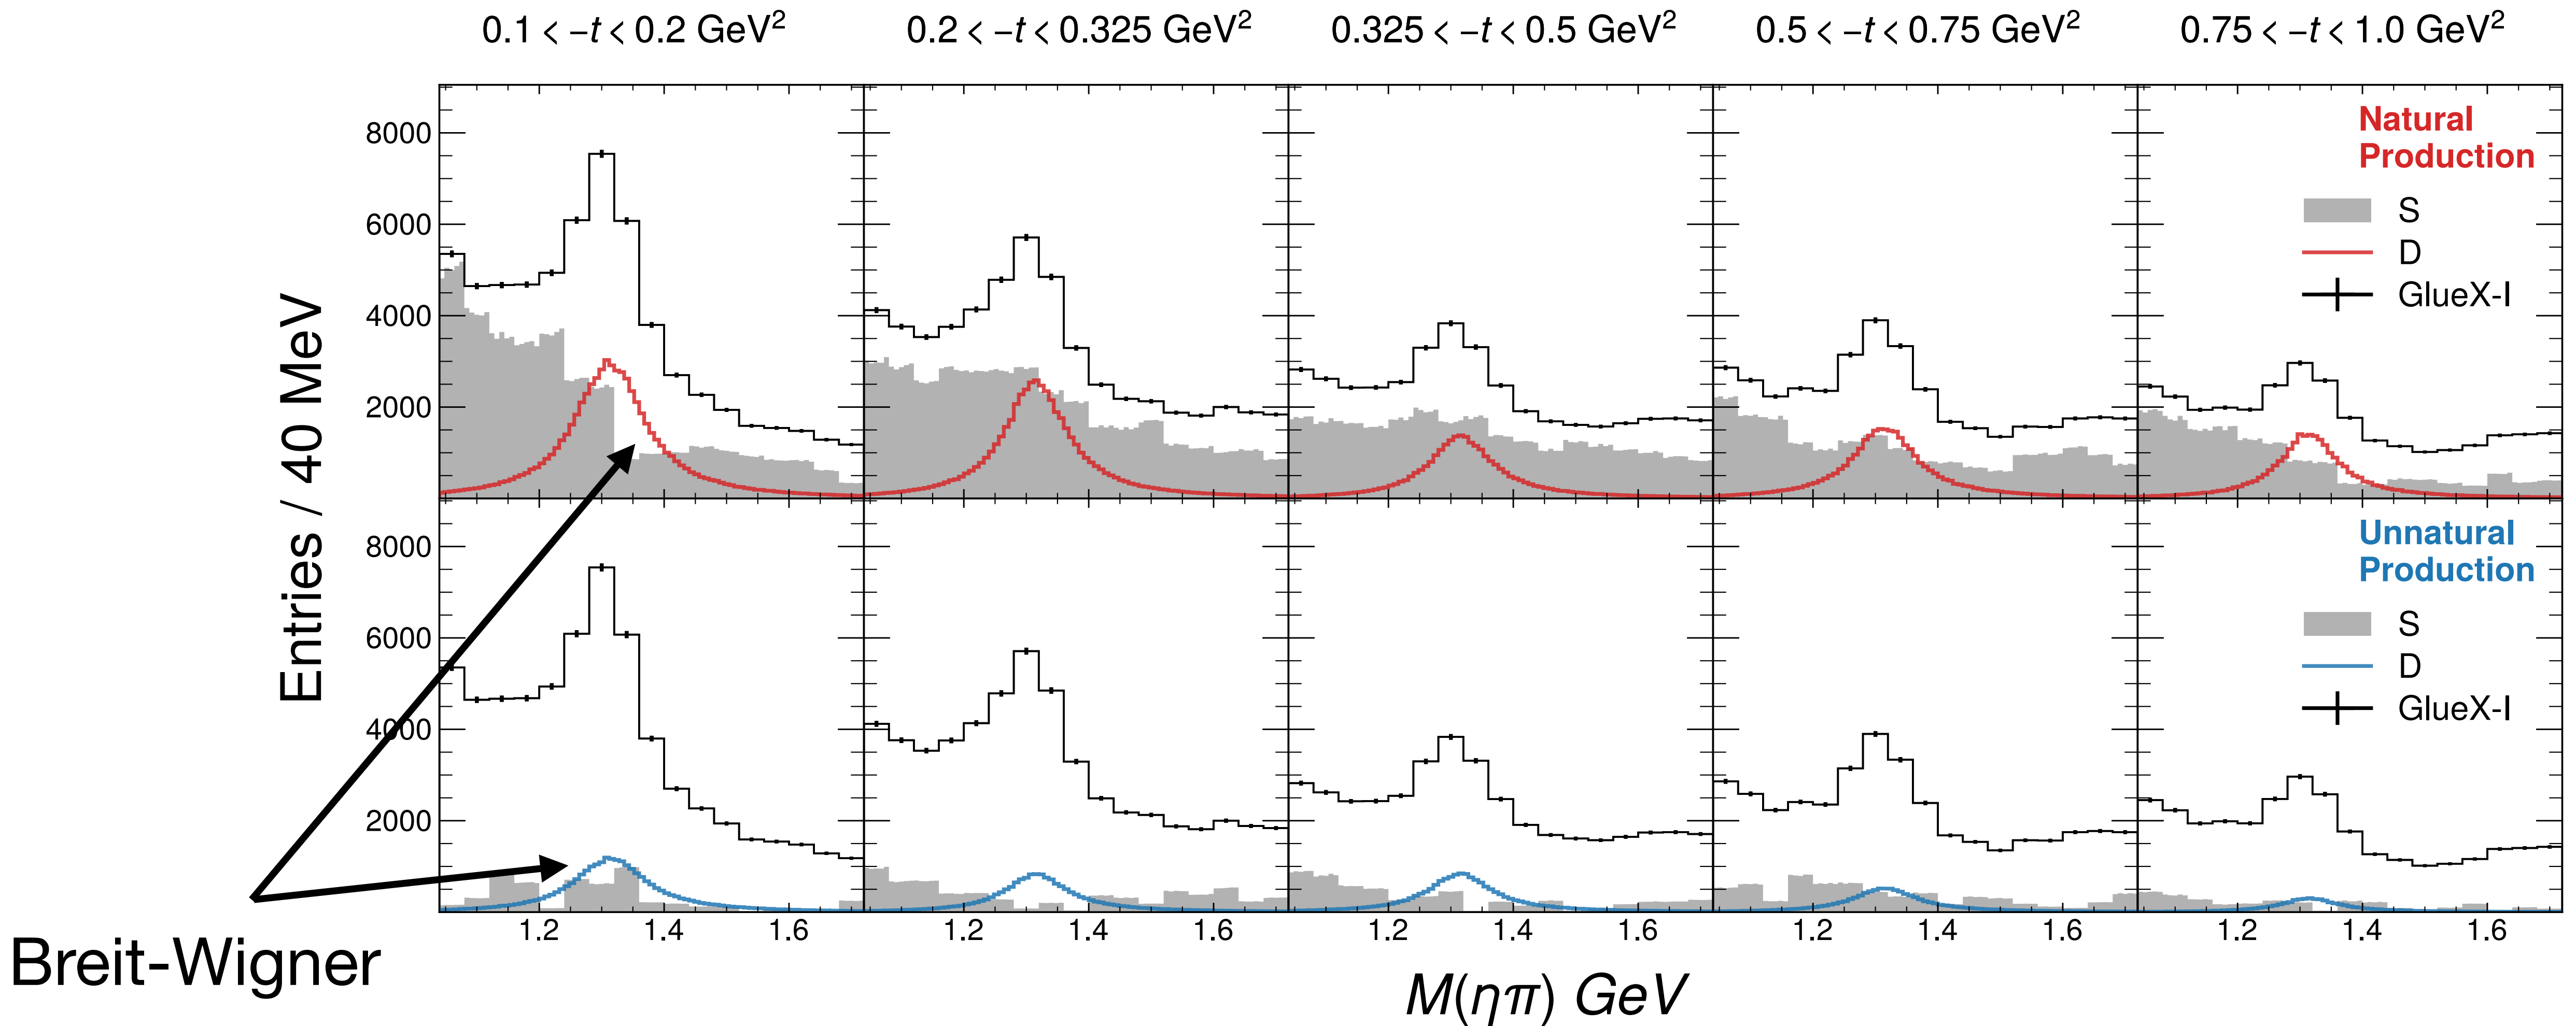 0.1 < −t < 0.2 GeV²
0.2 < −t < 0.325 GeV²
0.325 < −t < 0.5 GeV²
0.5 < −t < 0.75 GeV²
0.75 < −t < 1.0 GeV²
Entries / 40 MeV
8000
6000
4000
2000
Natural
Production
S
D
GlueX-I
8000
6000
4000
2000
Unnatural
Production
S
D
GlueX-I
1.2 1.4 1.6
1.2 1.4 1.6
1.2 1.4 1.6
1.2 1.4 1.6
1.2 1.4 1.6
Breit-Wigner
M(ηπ) GeV